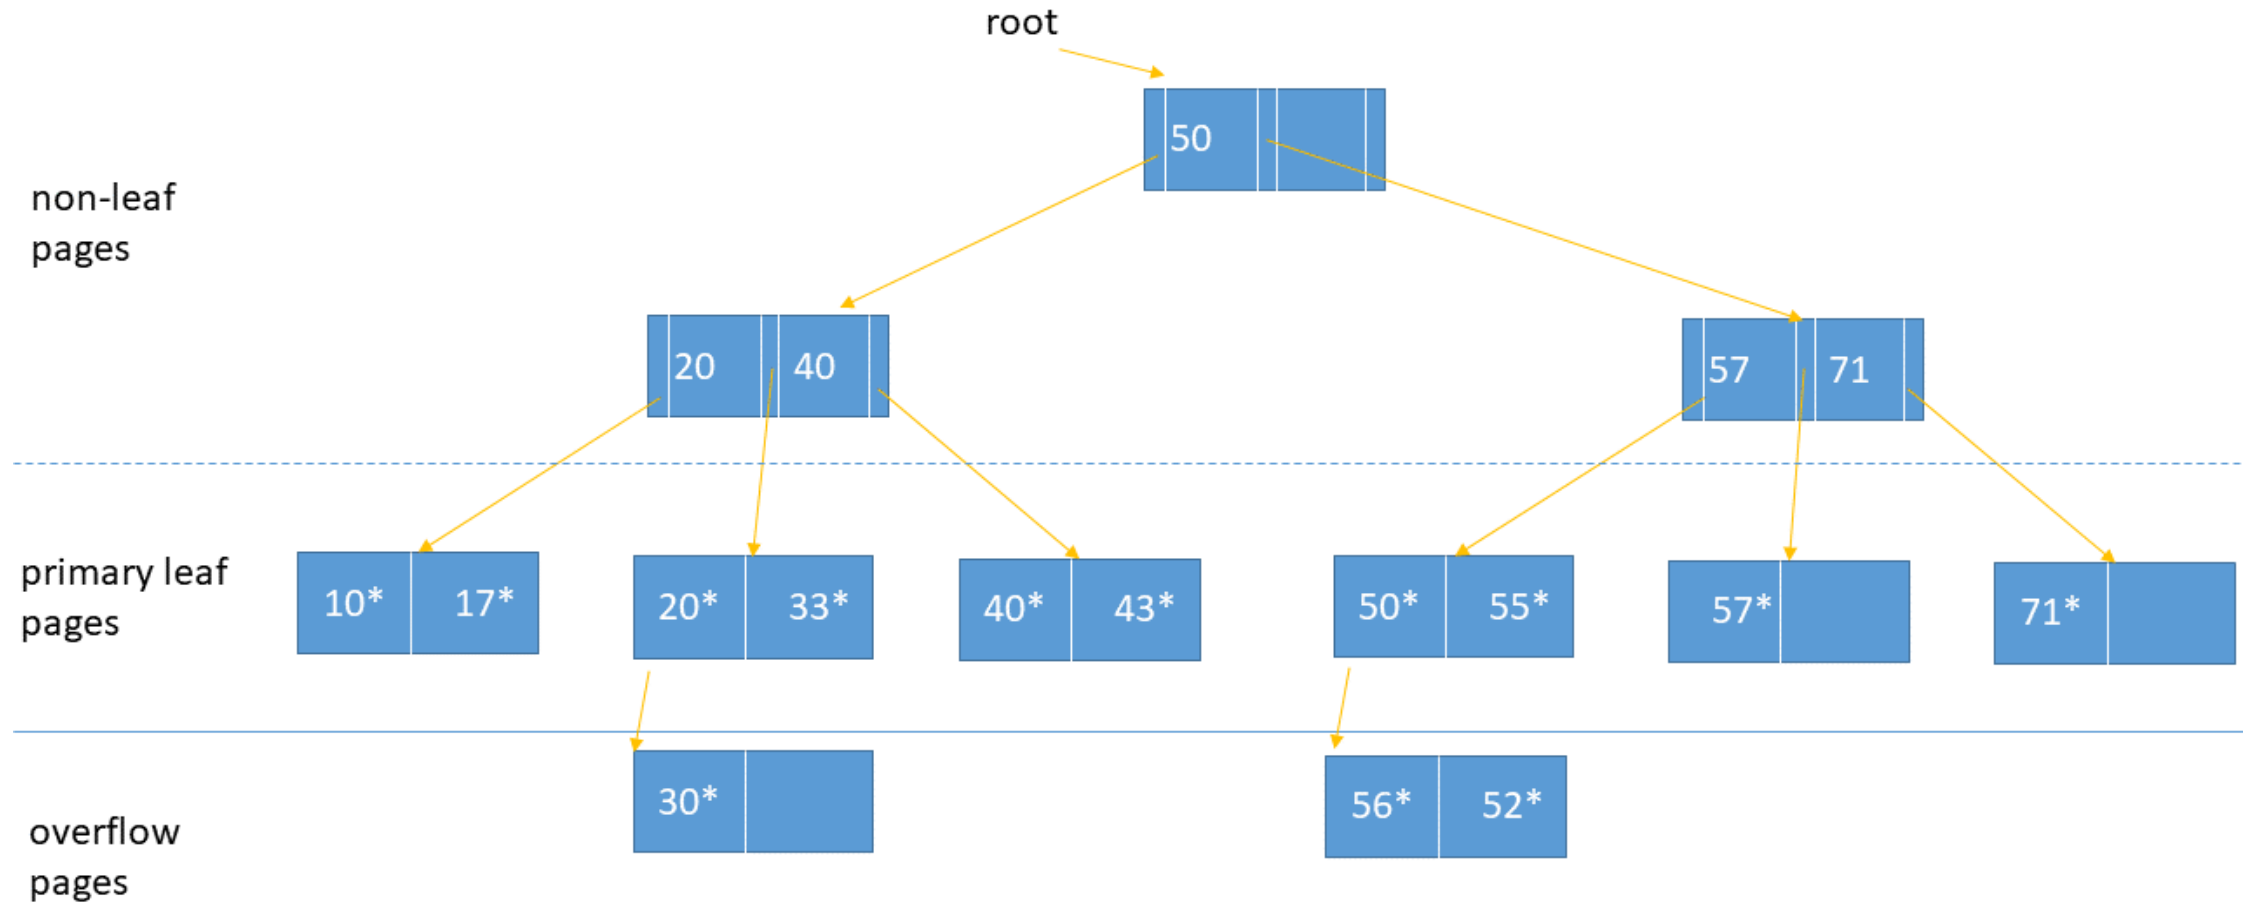 root
50
non-leaf
pages
20 40
57 71
primary leaf
pages
10* 17*
20* 33*
40* 43*
50* 55*
57*
71*
30*
56* 52*
overflow
pages